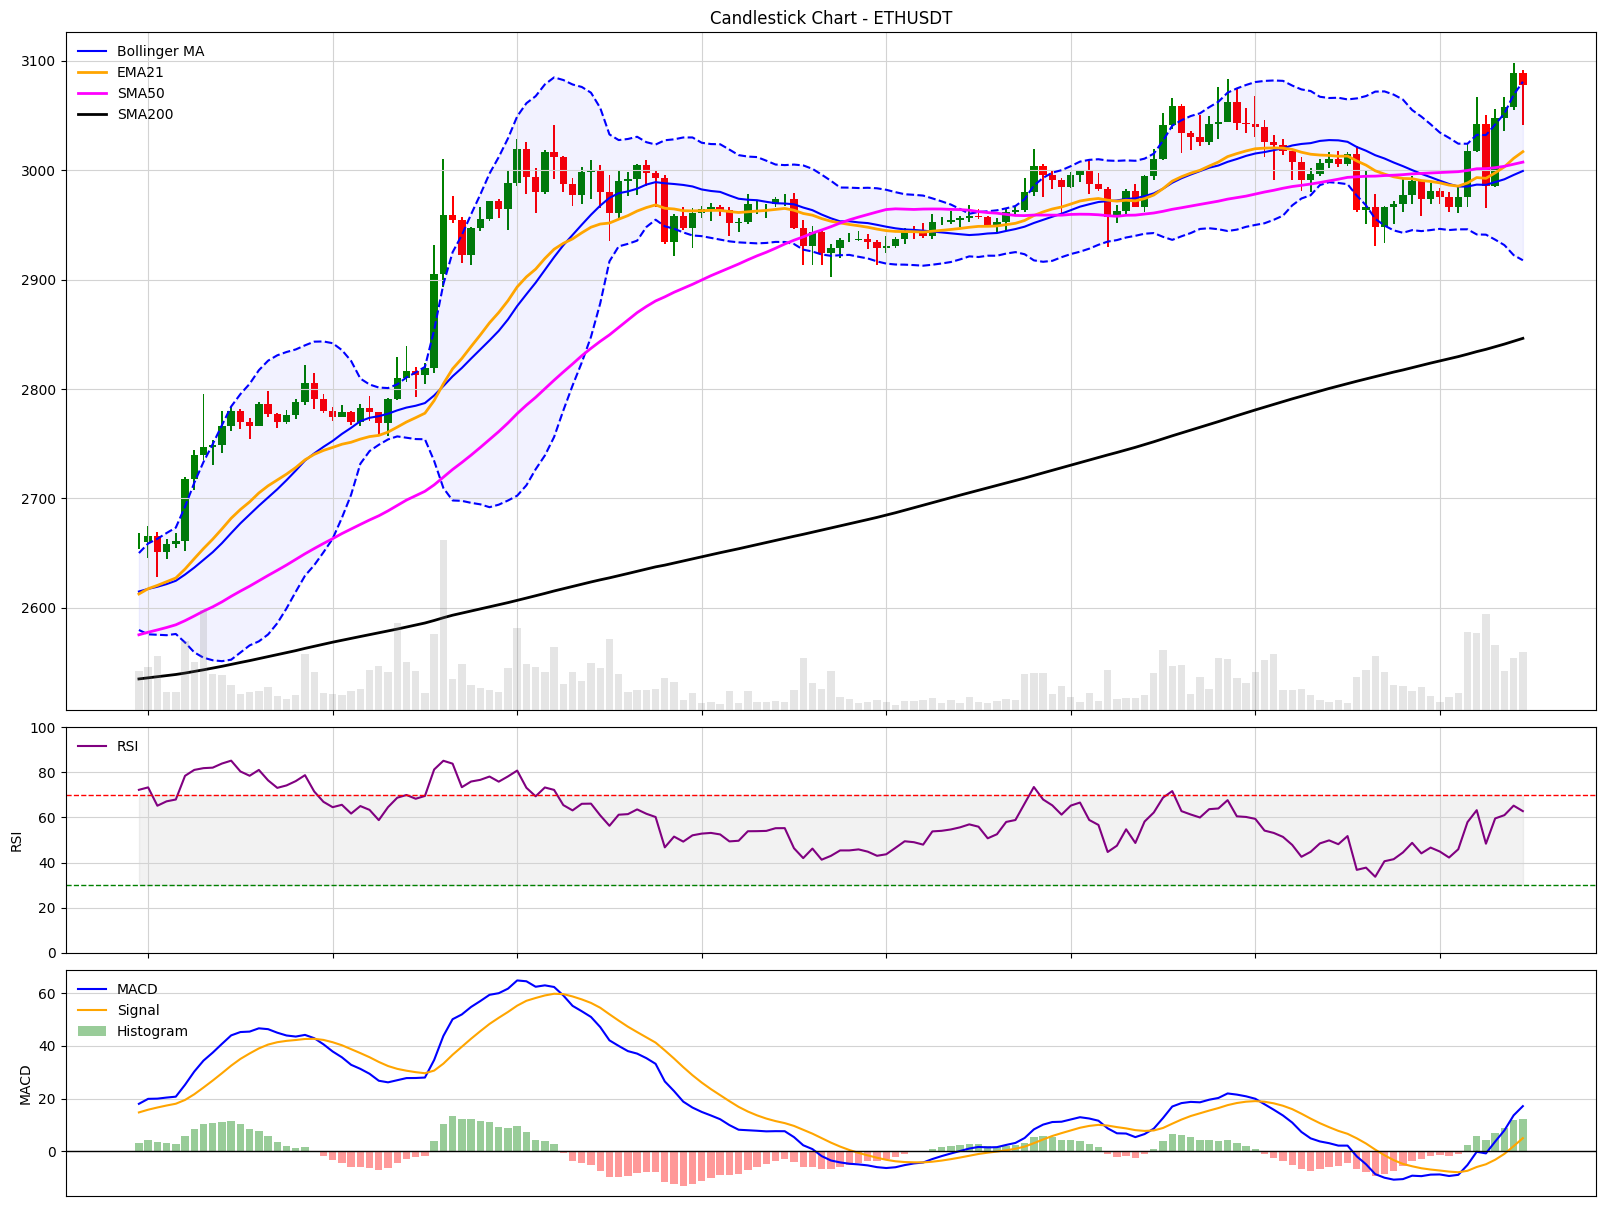 Candlestick Chart - ETHUSDT
Bollinger MA
EMA21
SMA50
SMA200
3100
3000
2900
2800
2700
2600
RSI
100
80
60
40
20
0
RSI
MACD
Signal
Histogram
60
40
20
0
MACD